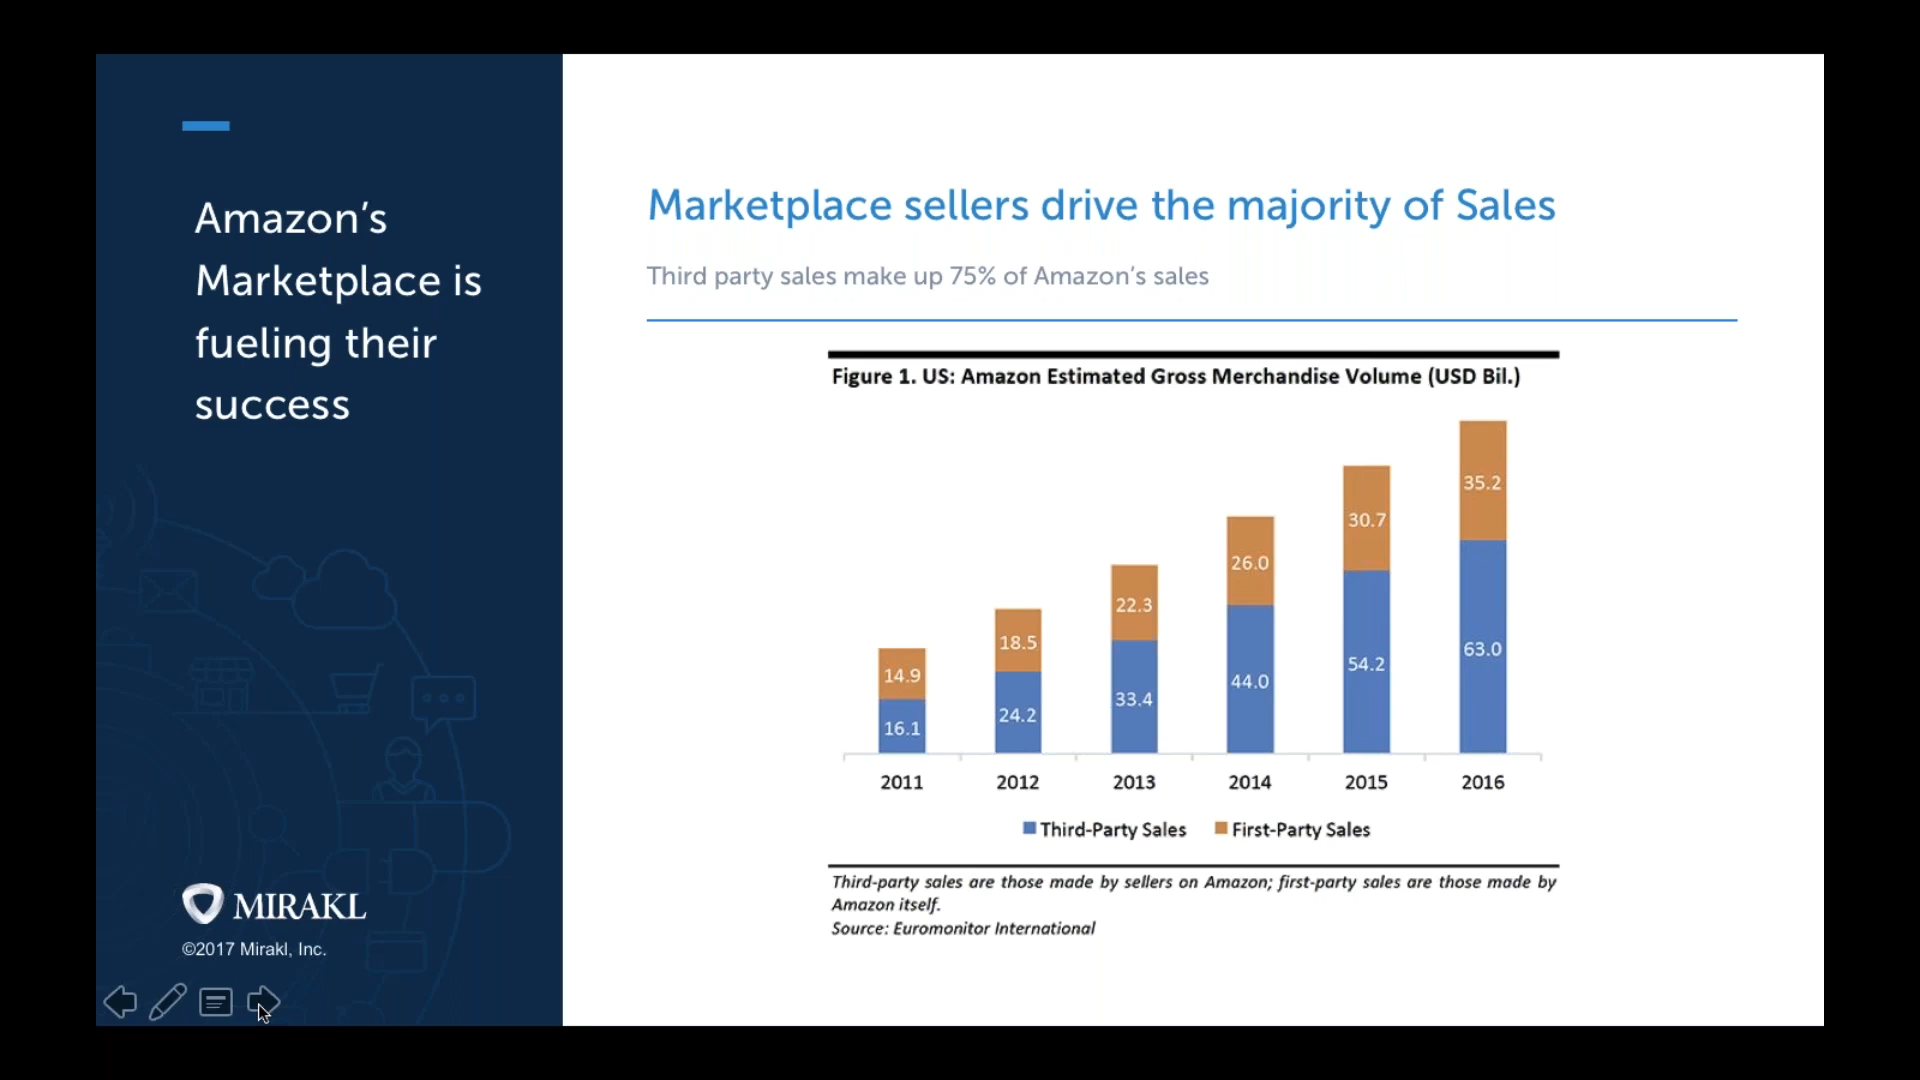 Amazon’s
Marketplace is
fueling their
success
MIRAKL
©2017 Mirakl, Inc.
Marketplace sellers drive the majority of Sales
Third party sales make up 75% of Amazon’s sales
Figure 1. US: Amazon Estimated Gross Merchandise Volume (USD Bil.)
14.9
16.1
18.5
24.2
22.3
33.4
26.0
44.0
30.7
54.2
35.2
63.0
2011 2012 2013 2014 2015 2016
Third-Party Sales First-Party Sales
Third-party sales are those made by sellers on Amazon; first-party sales are those made by
Amazon itself.
Source: Euromonitor International